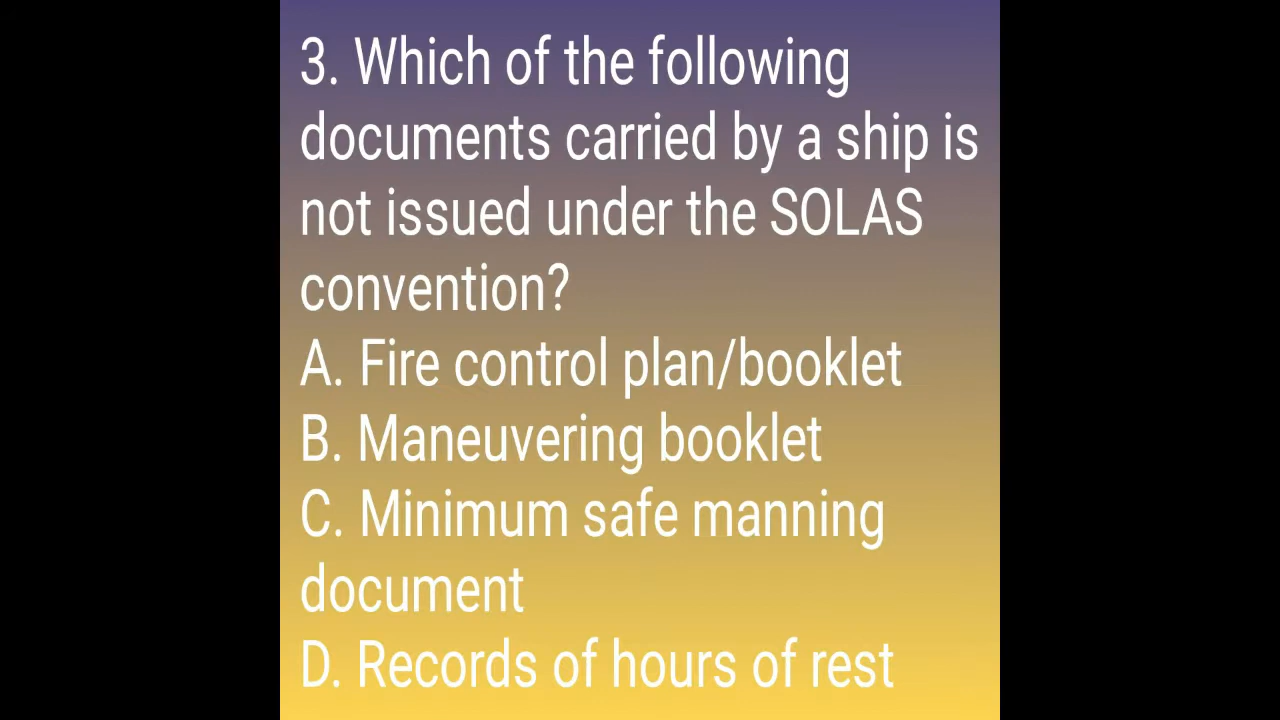 3. Which of the following
documents carried by a ship is
not issued under the SOLAS
convention?
A. Fire control plan/booklet
B. Maneuvering booklet
C. Minimum safe manning
document
D. Records of hours of rest